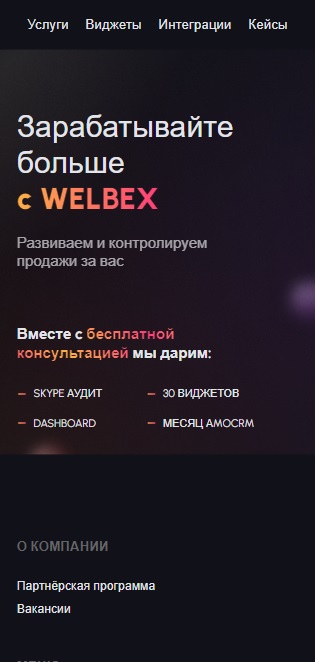 Услуги Виджеты Интеграции Кейсы
Зарабатывайте
больше
с WELBEX
Развиваем и контролируем
продажи за вас
Вместе с бесплатной
консультацией мы дарим:
– SKYPE АУДИТ – 30 ВИДЖЕТОВ
– DASHBOARD – МЕСЯЦ AMOCRM
О КОМПАНИИ
Партнёрская программа
Вакансии